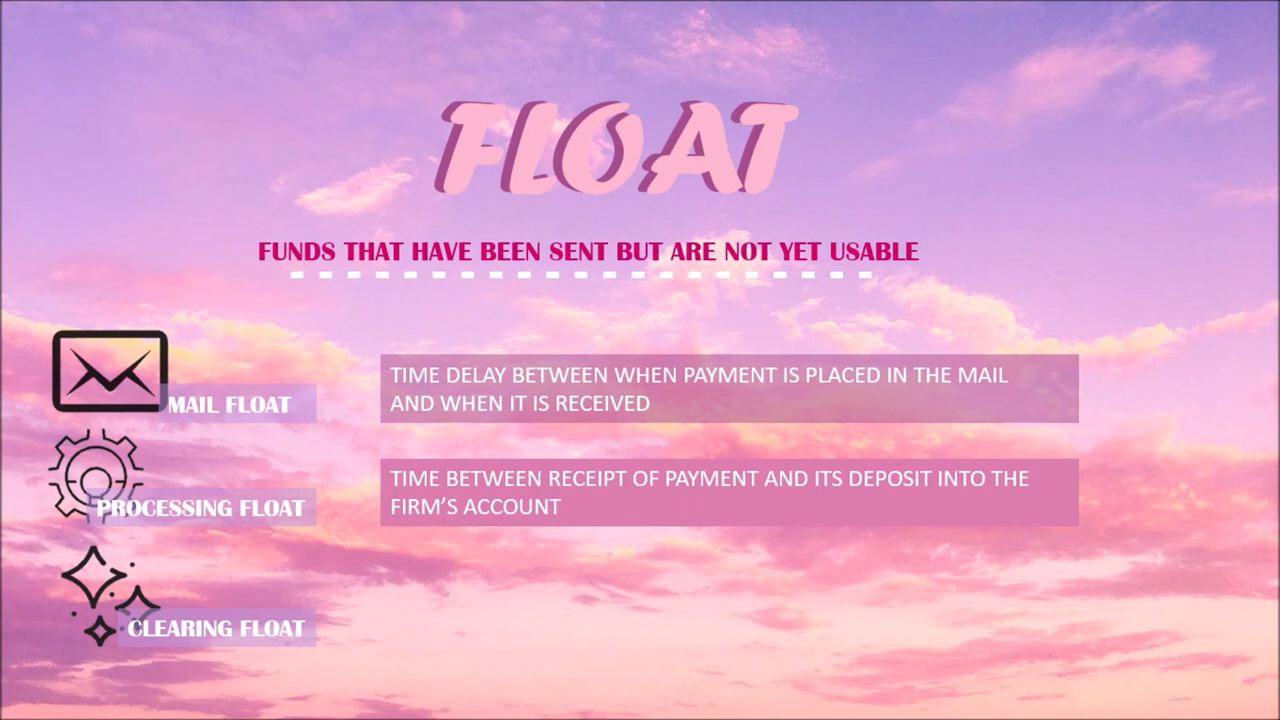 FLOAT
FUNDS THAT HAVE BEEN SENT BUT ARE NOT YET USABLE
MAIL FLOAT
TIME DELAY BETWEEN WHEN PAYMENT IS PLACED IN THE MAIL
AND WHEN IT IS RECEIVED
PROCESSING FLOAT
TIME BETWEEN RECEIPT OF PAYMENT AND ITS DEPOSIT INTO THE
FIRM’S ACCOUNT
CLEARING FLOAT